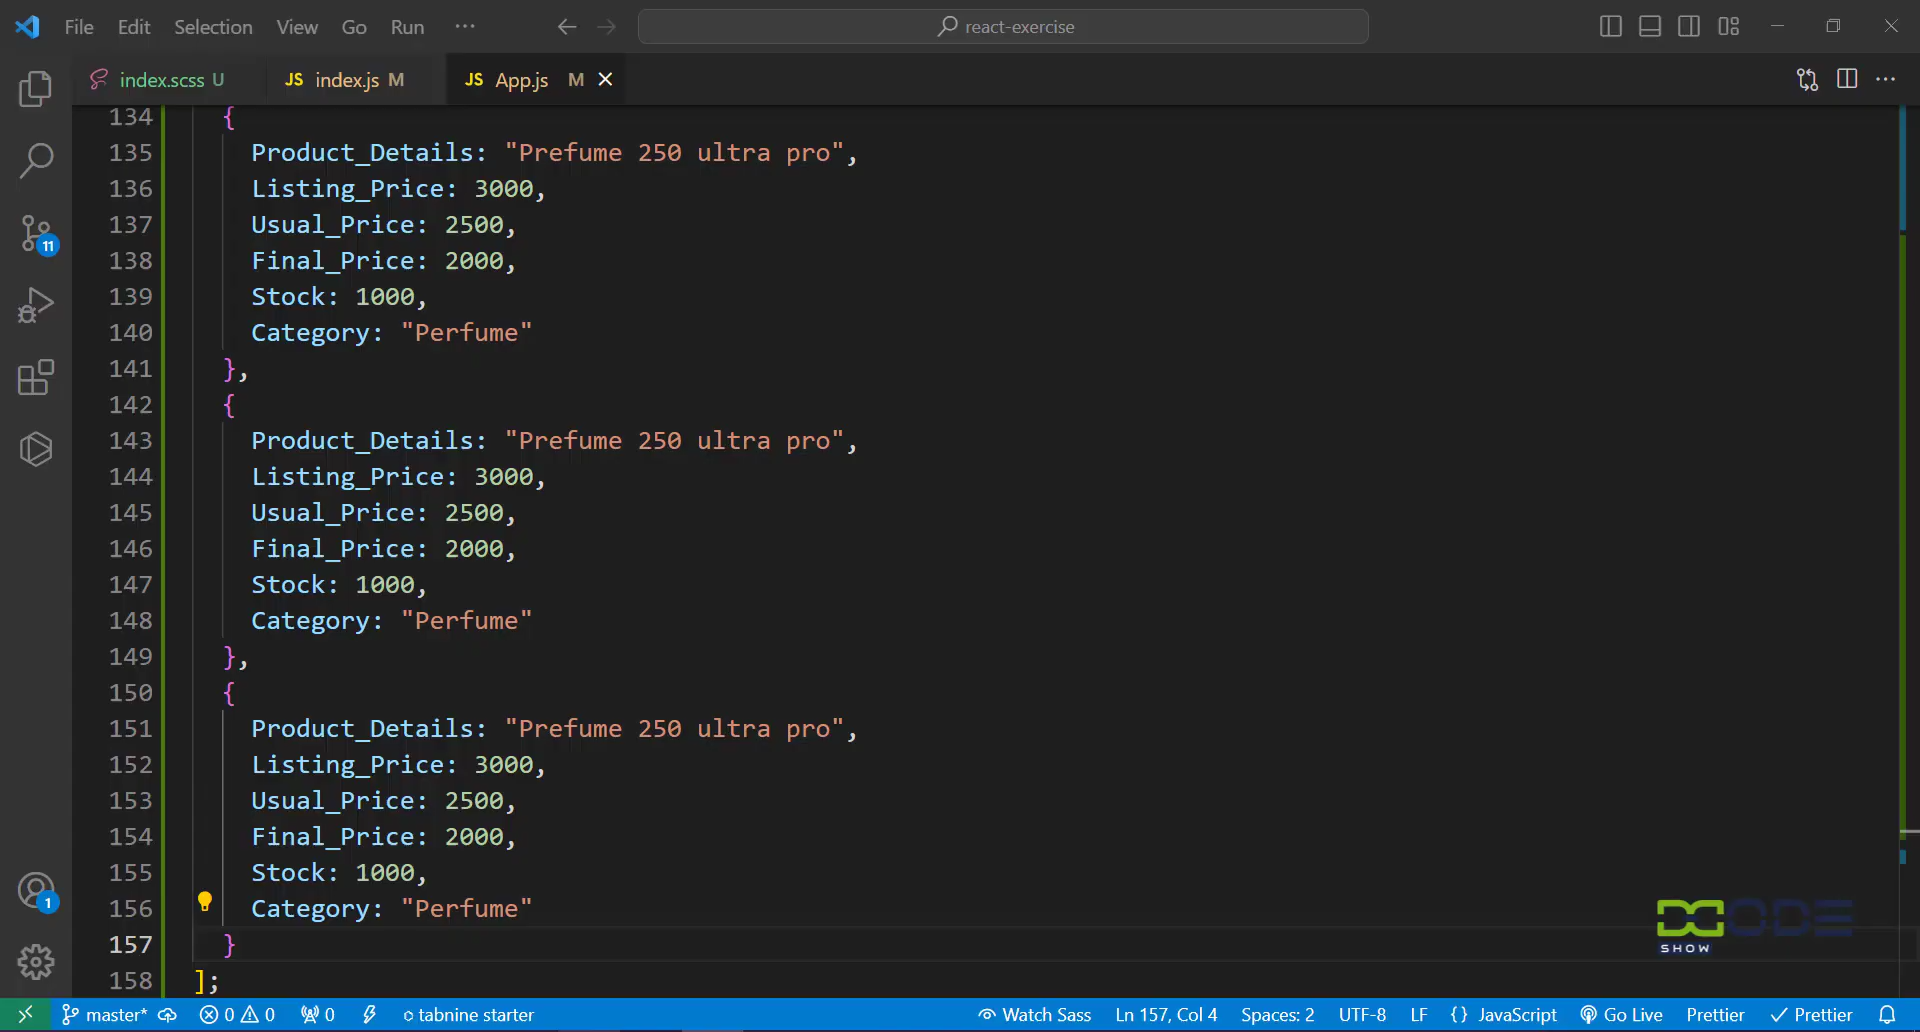 File Edit Selection View Go Run ··· react-exercise
index.scss U JS index.js M JS App.js M
134 {
135 Product_Details: "Prefume 250 ultra pro",
136 Listing_Price: 3000,
137 Usual_Price: 2500,
138 Final_Price: 2000,
139 Stock: 1000,
140 Category: "Perfume"
141 },
142 {
143 Product_Details: "Prefume 250 ultra pro",
144 Listing_Price: 3000,
145 Usual_Price: 2500,
146 Final_Price: 2000,
147 Stock: 1000,
148 Category: "Perfume"
149 },
150 {
151 Product_Details: "Prefume 250 ultra pro",
152 Listing_Price: 3000,
153 Usual_Price: 2500,
154 Final_Price: 2000,
155 Stock: 1000,
156 Category: "Perfume"
157 }
158 ];
11
1
DCODE
SHOW
master* 0 0 0 tabnine starter Watch Sass Ln 157, Col 4 Spaces: 2 UTF-8 LF {} JavaScript Go Live Prettier Prettier